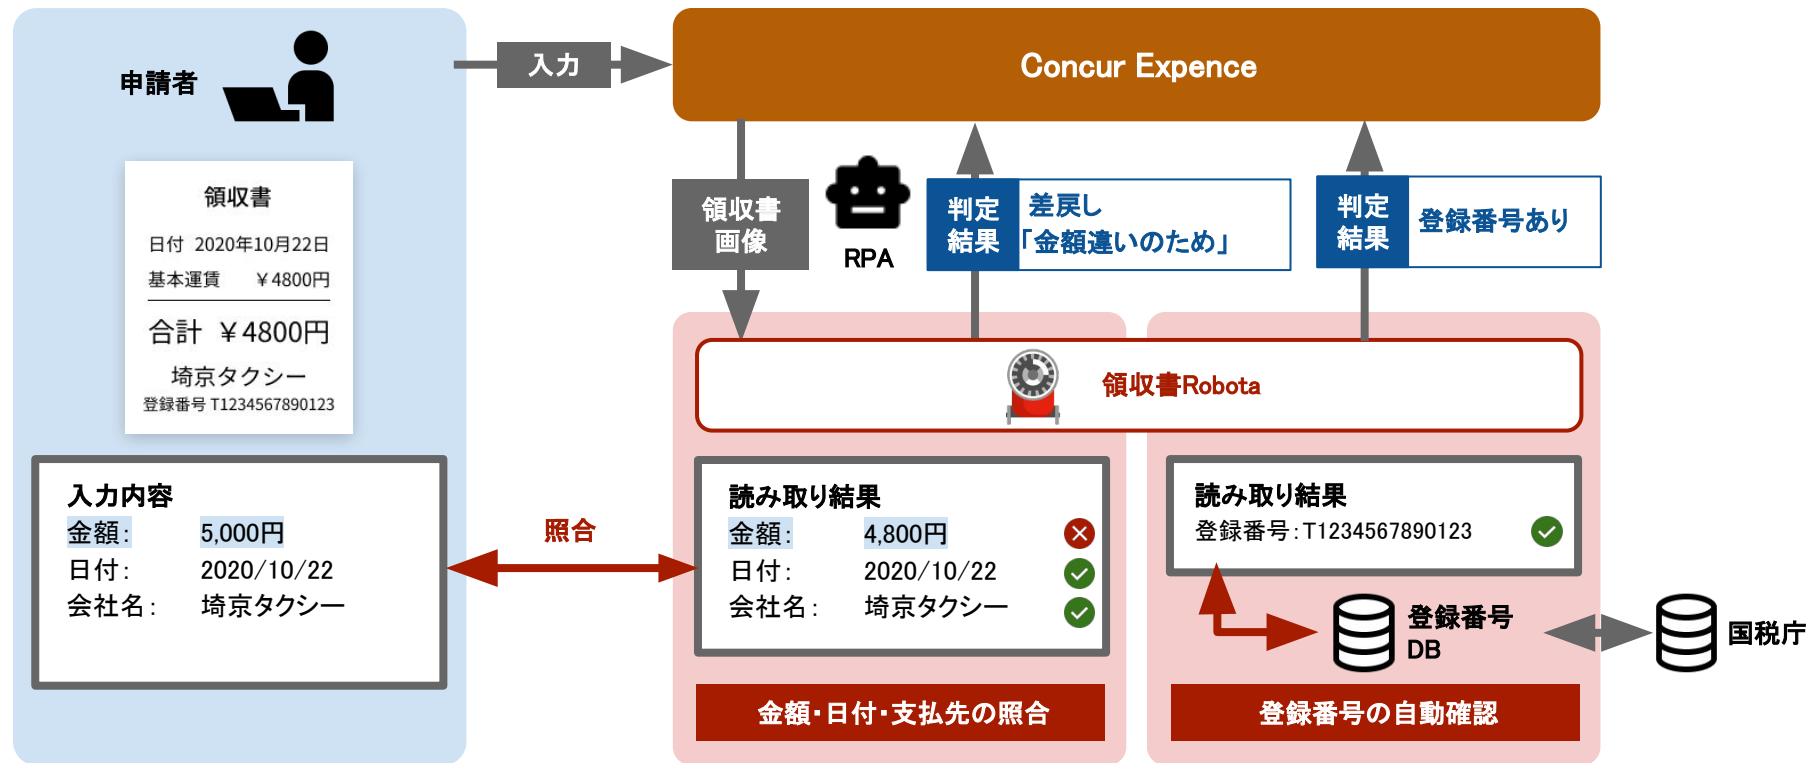 申請者
領収書
日付 2020年10月22日
基本運賃 ￥4800円
合計 ￥4800円
埼京タクシー
登録番号 T1234567890123
入力内容
金額： 5,000円
日付： 2020/10/22
会社名： 埼京タクシー
入力
Concur Expence
領収書
画像
RPA
判定
結果
差戻し
「金額違いのため」
判定
結果
登録番号あり
領収書Robota
照合
読み取り結果
金額： 4,800円
日付： 2020/10/22
会社名： 埼京タクシー
金額・日付・支払先の照合
読み取り結果
登録番号：T1234567890123
登録番号
DB
国税庁
登録番号の自動確認